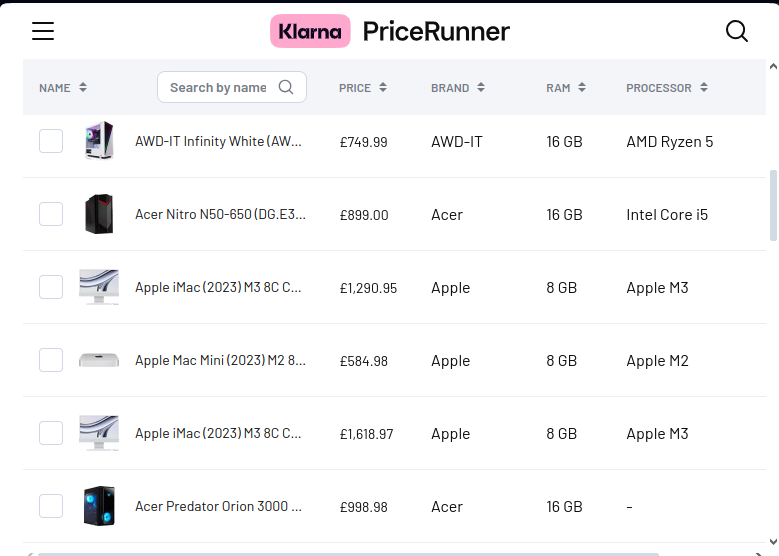 Klarna PriceRunner
NAME Search by name PRICE BRAND RAM PROCESSOR
AWD-IT Infinity White (AW... £749.99 AWD-IT 16 GB AMD Ryzen 5
Acer Nitro N50-650 (DG.E3... £899.00 Acer 16 GB Intel Core i5
Apple iMac (2023) M3 8C C... £1,290.95 Apple 8 GB Apple M3
Apple Mac Mini (2023) M2 8... £584.98 Apple 8 GB Apple M2
Apple iMac (2023) M3 8C C... £1,618.97 Apple 8 GB Apple M3
Acer Predator Orion 3000 ... £998.98 Acer 16 GB -